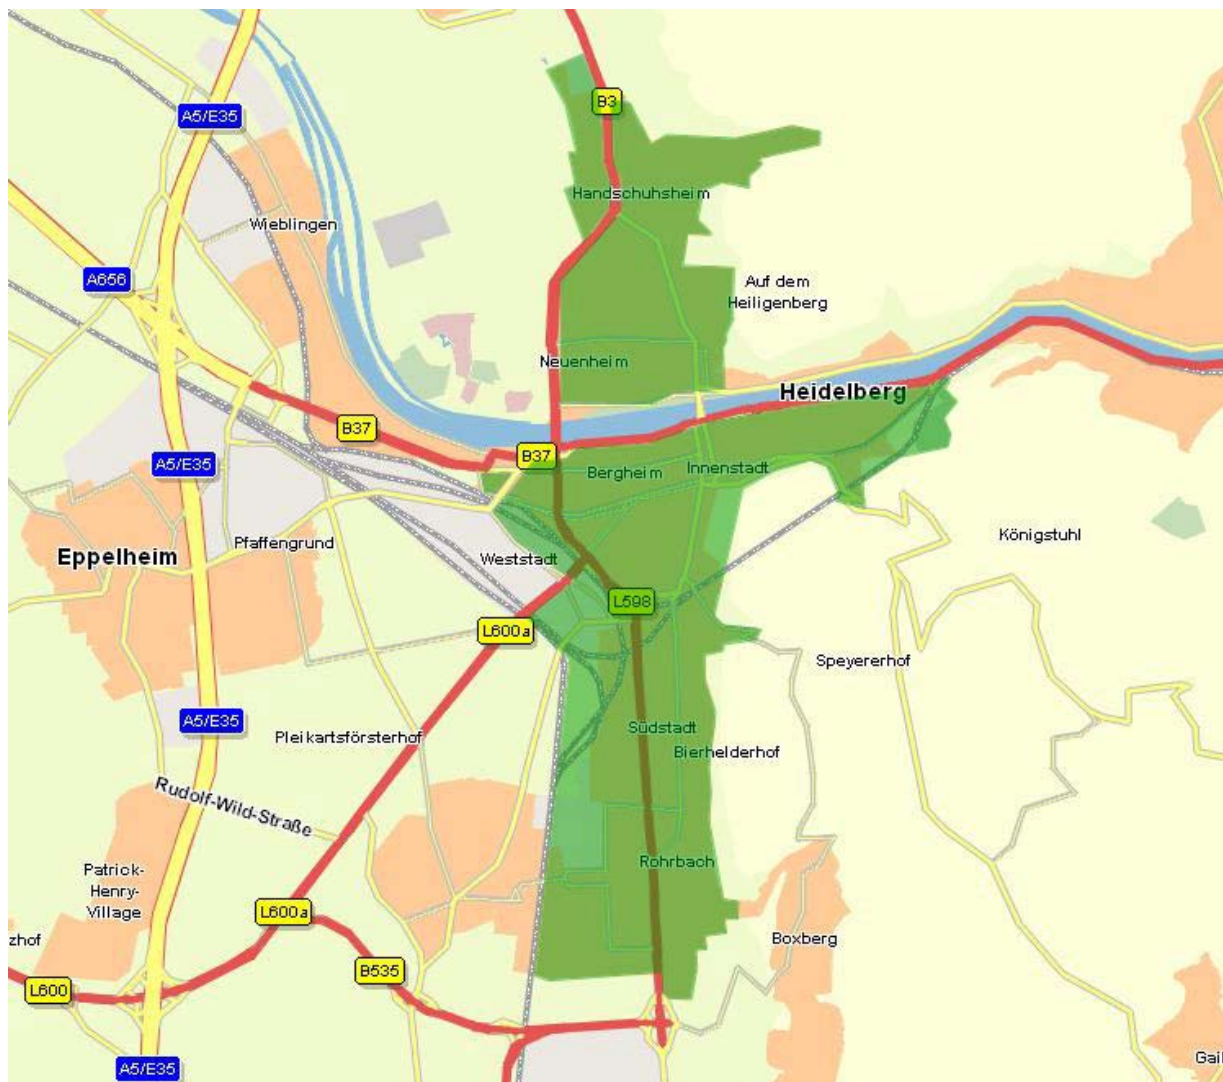 B3
A5/E35
Handschuhsheim
Wieblingen
A656
Auf dem
Heiligenberg
Neuenheim
Heidelberg
B37
B37
A5/E35
Bergheim
Innenstadt
Königstuhl
Pfaffengrund
Eppelheim
Weststadt
L598
L600a
Speyererhof
A5/E35
Südstadt
Pleikartsförsterhof
Bierhelderhof
Rudolf-Wild-Straße
Rohrbach
Patrick-
Henry-
Village
L600a
zhof
Boxberg
B535
L600
Gail
A5/E35